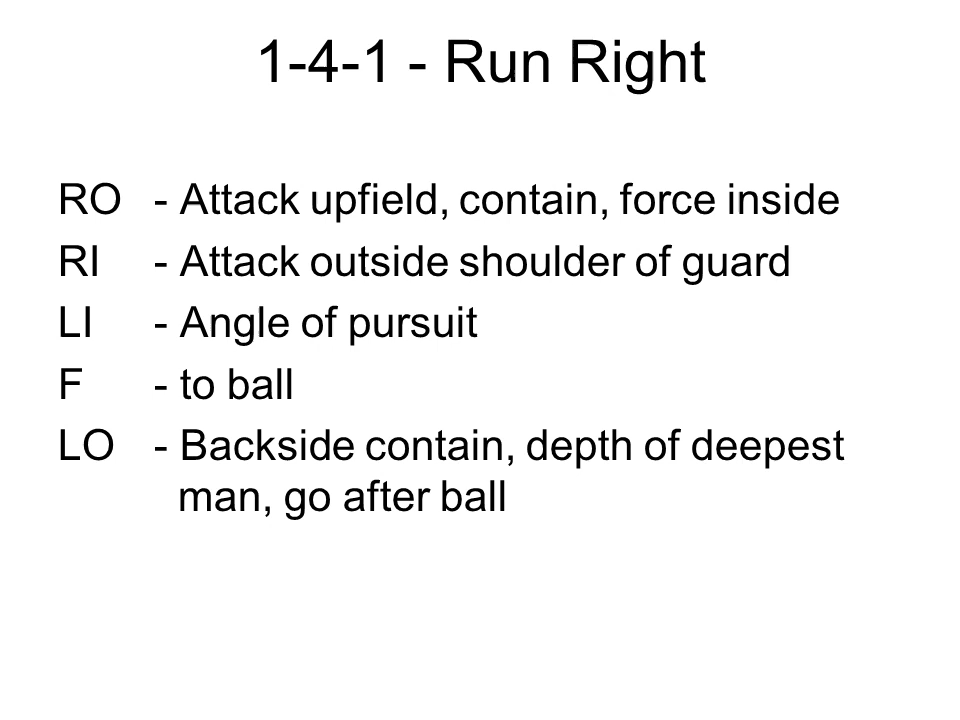 1-4-1 - Run Right
RO - Attack upfield, contain, force inside
RI - Attack outside shoulder of guard
LI - Angle of pursuit
F - to ball
LO - Backside contain, depth of deepest
man, go after ball